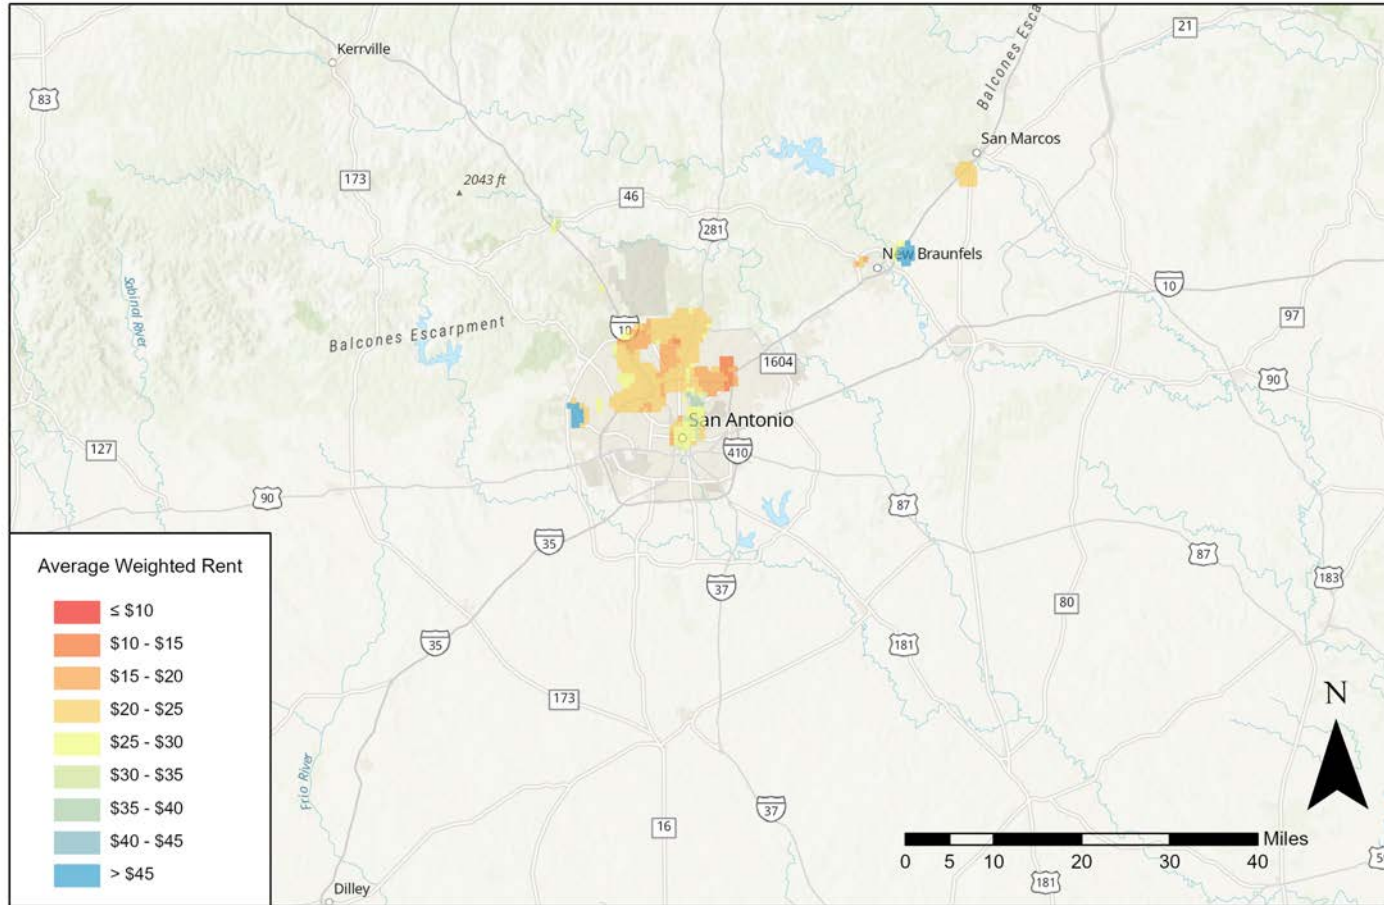 Balcones Esca
21
Kerrville
83
San Marcos
173
2043 ft
46
281
New Braunfels
Sabinal River
10
10
97
Balcones Escarpment
1604
90
San Antonio
127
410
90
87
35
87
Average Weighted Rent
≤ $10
$10 - $15
$15 - $20
$20 - $25
$25 - $30
$30 - $35
$35 - $40
$40 - $45
> $45
37
183
80
35
181
173
N
Frio River
37
16
Miles
0 5 10 20 30 40
181
Dilley